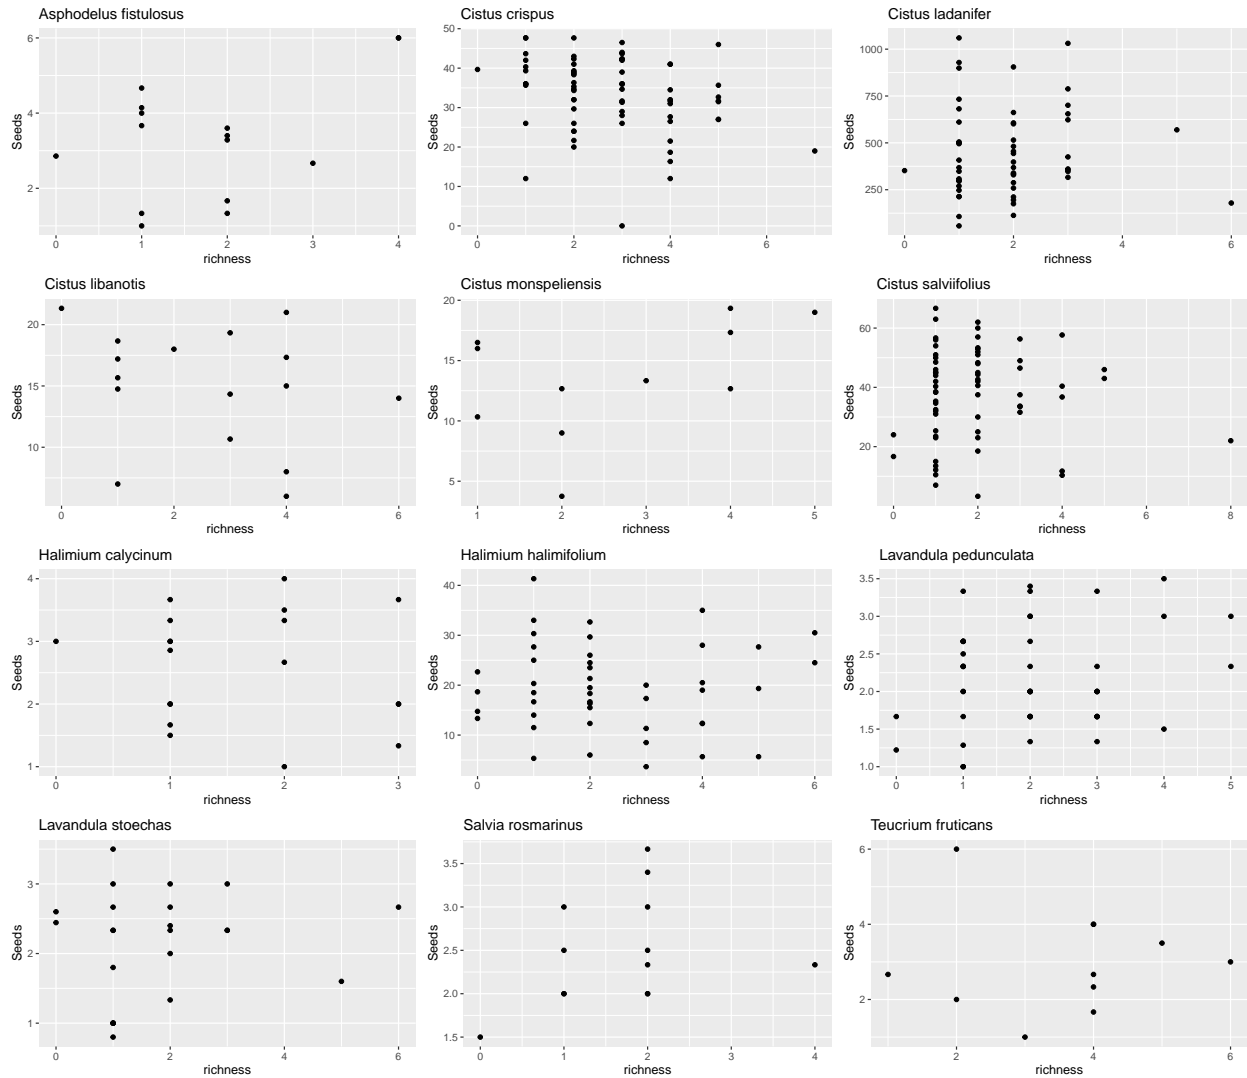 Asphodelus fistulosus
6
4
2
Seeds
0 1 2 3 4
richness
Cistus crispus
50
40
30
20
10
0
Seeds
0 2 4 6
richness
Cistus ladanifer
1000
750
500
250
Seeds
0 2 4 6
richness
Cistus libanotis
20
15
10
Seeds
0 2 4 6
richness
Cistus monspeliensis
20
15
10
5
Seeds
1 2 3 4 5
richness
Cistus salviifolius
60
40
20
Seeds
0 2 4 6 8
richness
Halimium calycinum
4
3
2
1
Seeds
0 1 2 3
richness
Halimium halimifolium
40
30
20
10
Seeds
0 2 4 6
richness
Lavandula pedunculata
3.5
3.0
2.5
2.0
1.5
1.0
Seeds
0 1 2 3 4 5
richness
Lavandula stoechas
3
2
1
Seeds
0 2 4 6
richness
Salvia rosmarinus
3.5
3.0
2.5
2.0
1.5
Seeds
0 1 2 3 4
richness
Teucrium fruticans
6
4
2
Seeds
2 4 6
richness